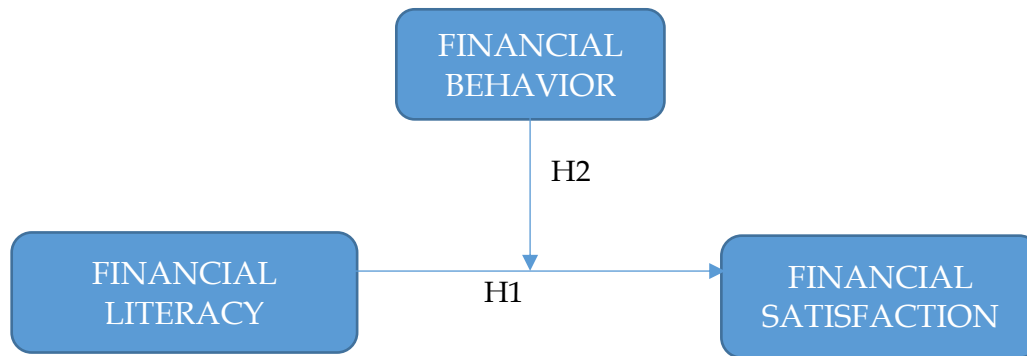 FINANCIAL
BEHAVIOR
H2
FINANCIAL
LITERACY
H1
FINANCIAL
SATISFACTION